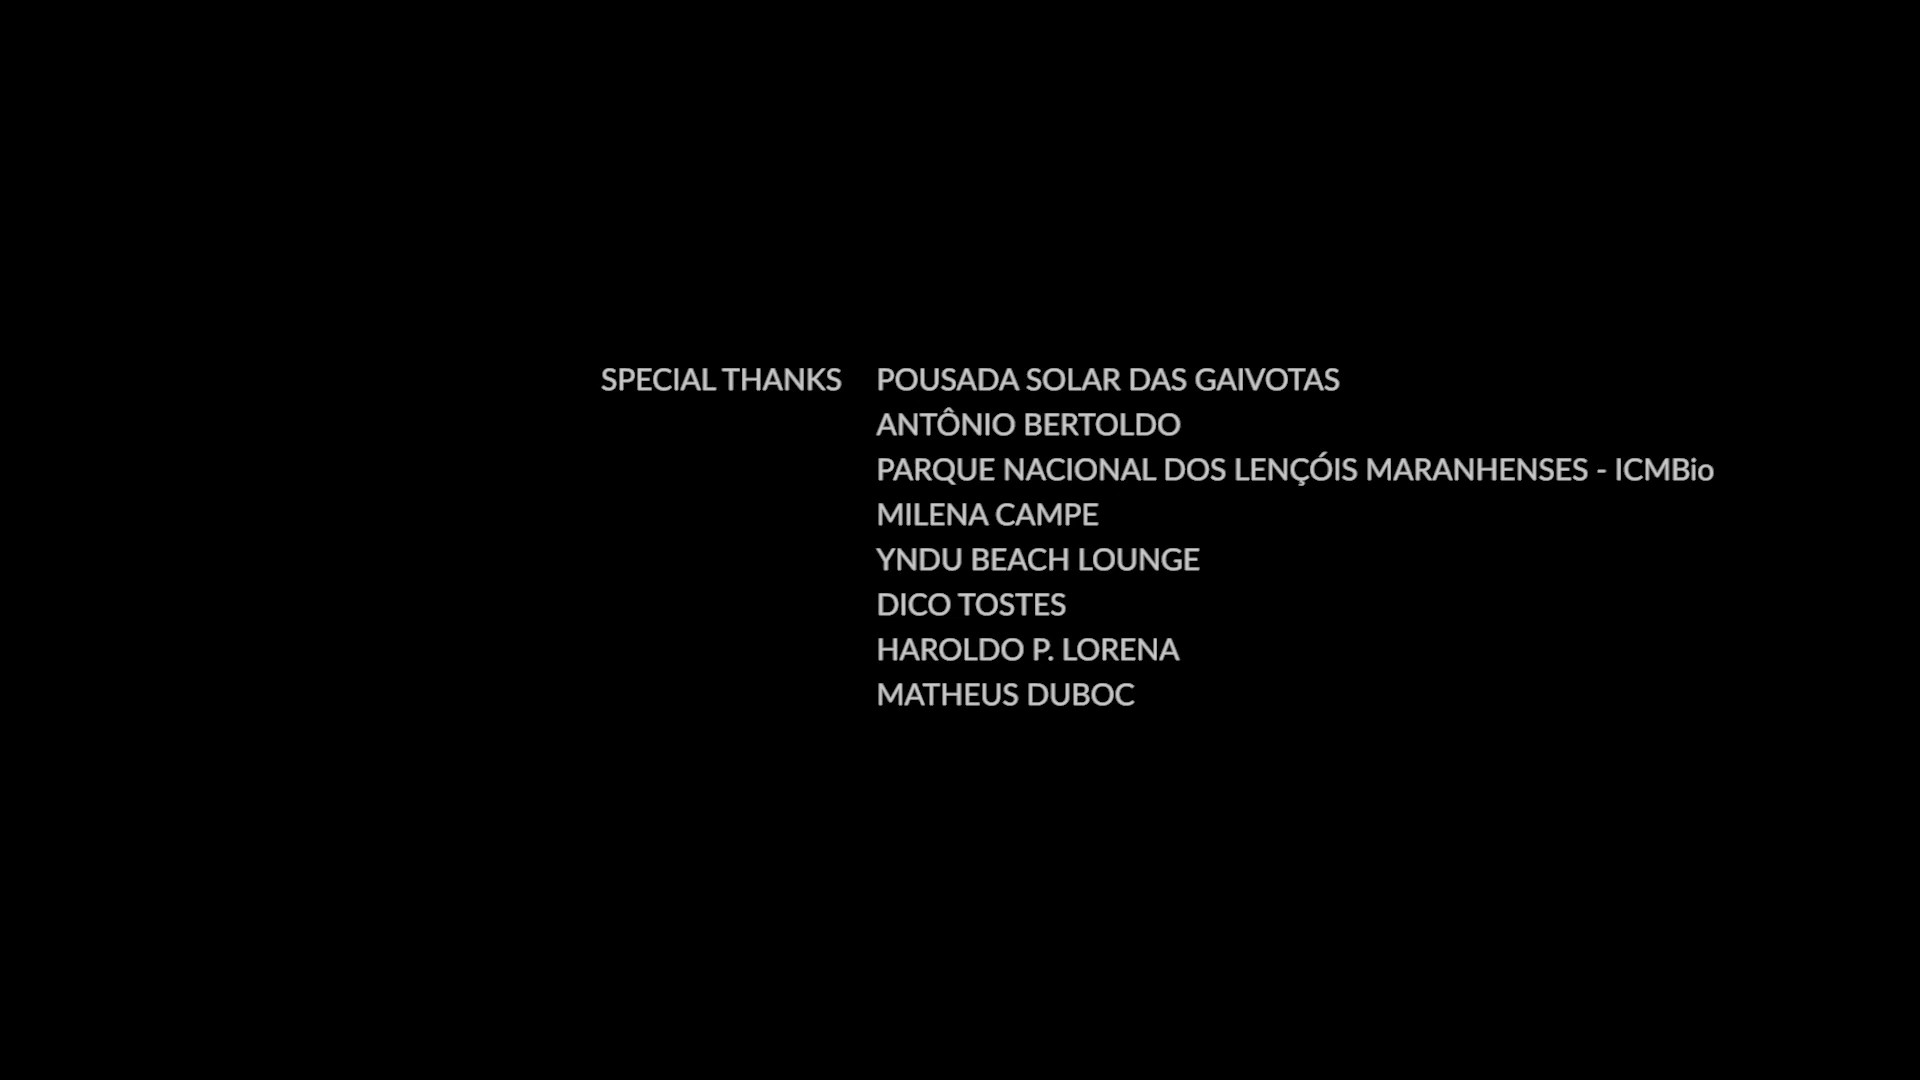 SPECIAL THANKS POUSADA SOLAR DAS GAIVOTAS
ANTÔNIO BERTOLDO
PARQUE NACIONAL DOS LENÇÓIS MARANHENSES - ICMBio
MILENA CAMPE
YNDU BEACH LOUNGE
DICO TOSTES
HAROLDO P. LORENA
MATHEUS DUBOC